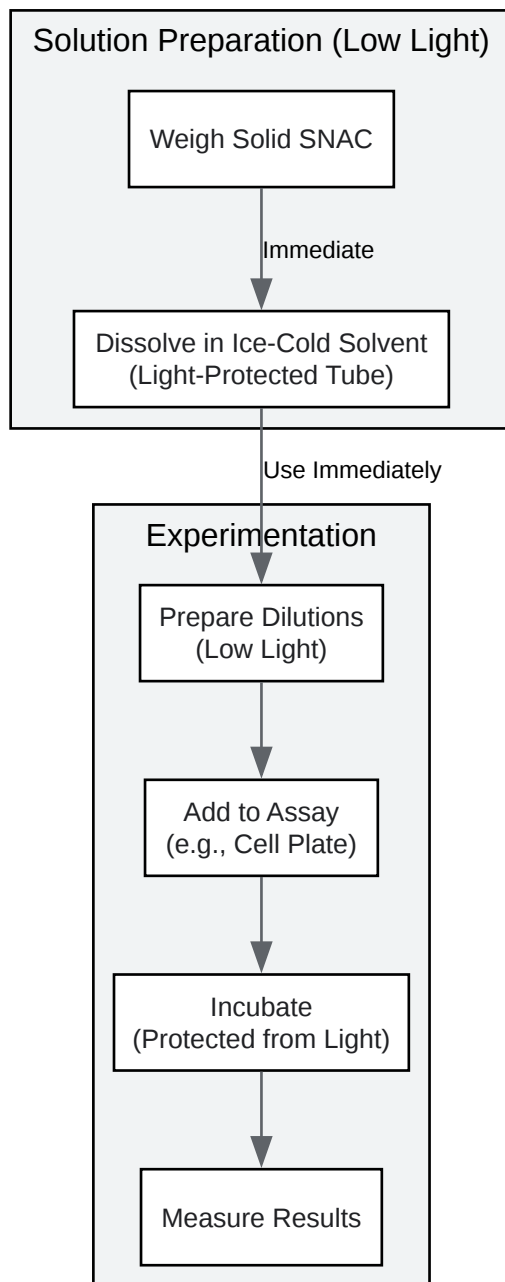 Solution Preparation (Low Light)
Weigh Solid SNAC
Immediate
Dissolve in Ice-Cold Solvent
(Light-Protected Tube)
Use Immediately
Experimentation
Prepare Dilutions
(Low Light)
Add to Assay
(e.g., Cell Plate)
Incubate
(Protected from Light)
Measure Results